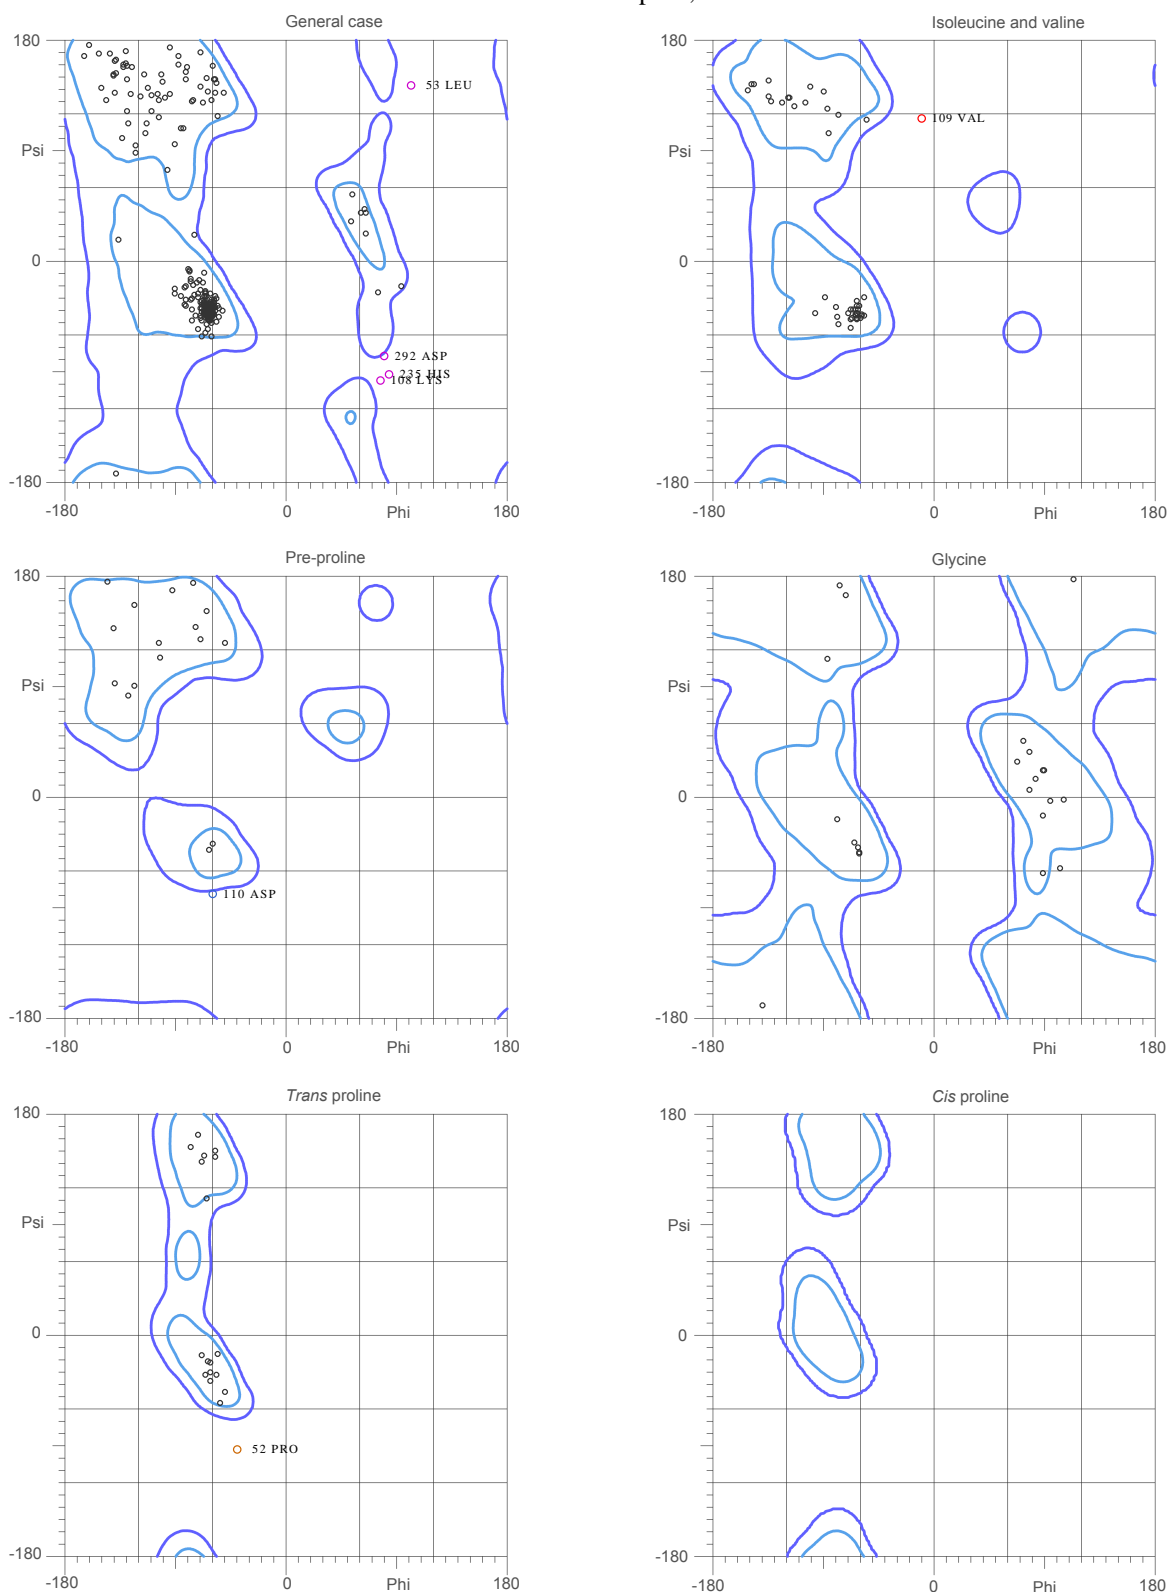 General case
180
53 LEU
Psi
0
292 ASP
235 HIS
108 LYS
-180
-180
0
Phi
180
Isoleucine and valine
180
109 VAL
Psi
0
-180
-180
0
Phi
180
Pre-proline
180
Psi
0
110 ASP
-180
-180
0
Phi
180
Glycine
180
Psi
0
-180
-180
0
Phi
180
Trans proline
180
Psi
0
52 PRO
-180
-180
0
Phi
180
Cis proline
180
Psi
0
-180
-180
0
Phi
180